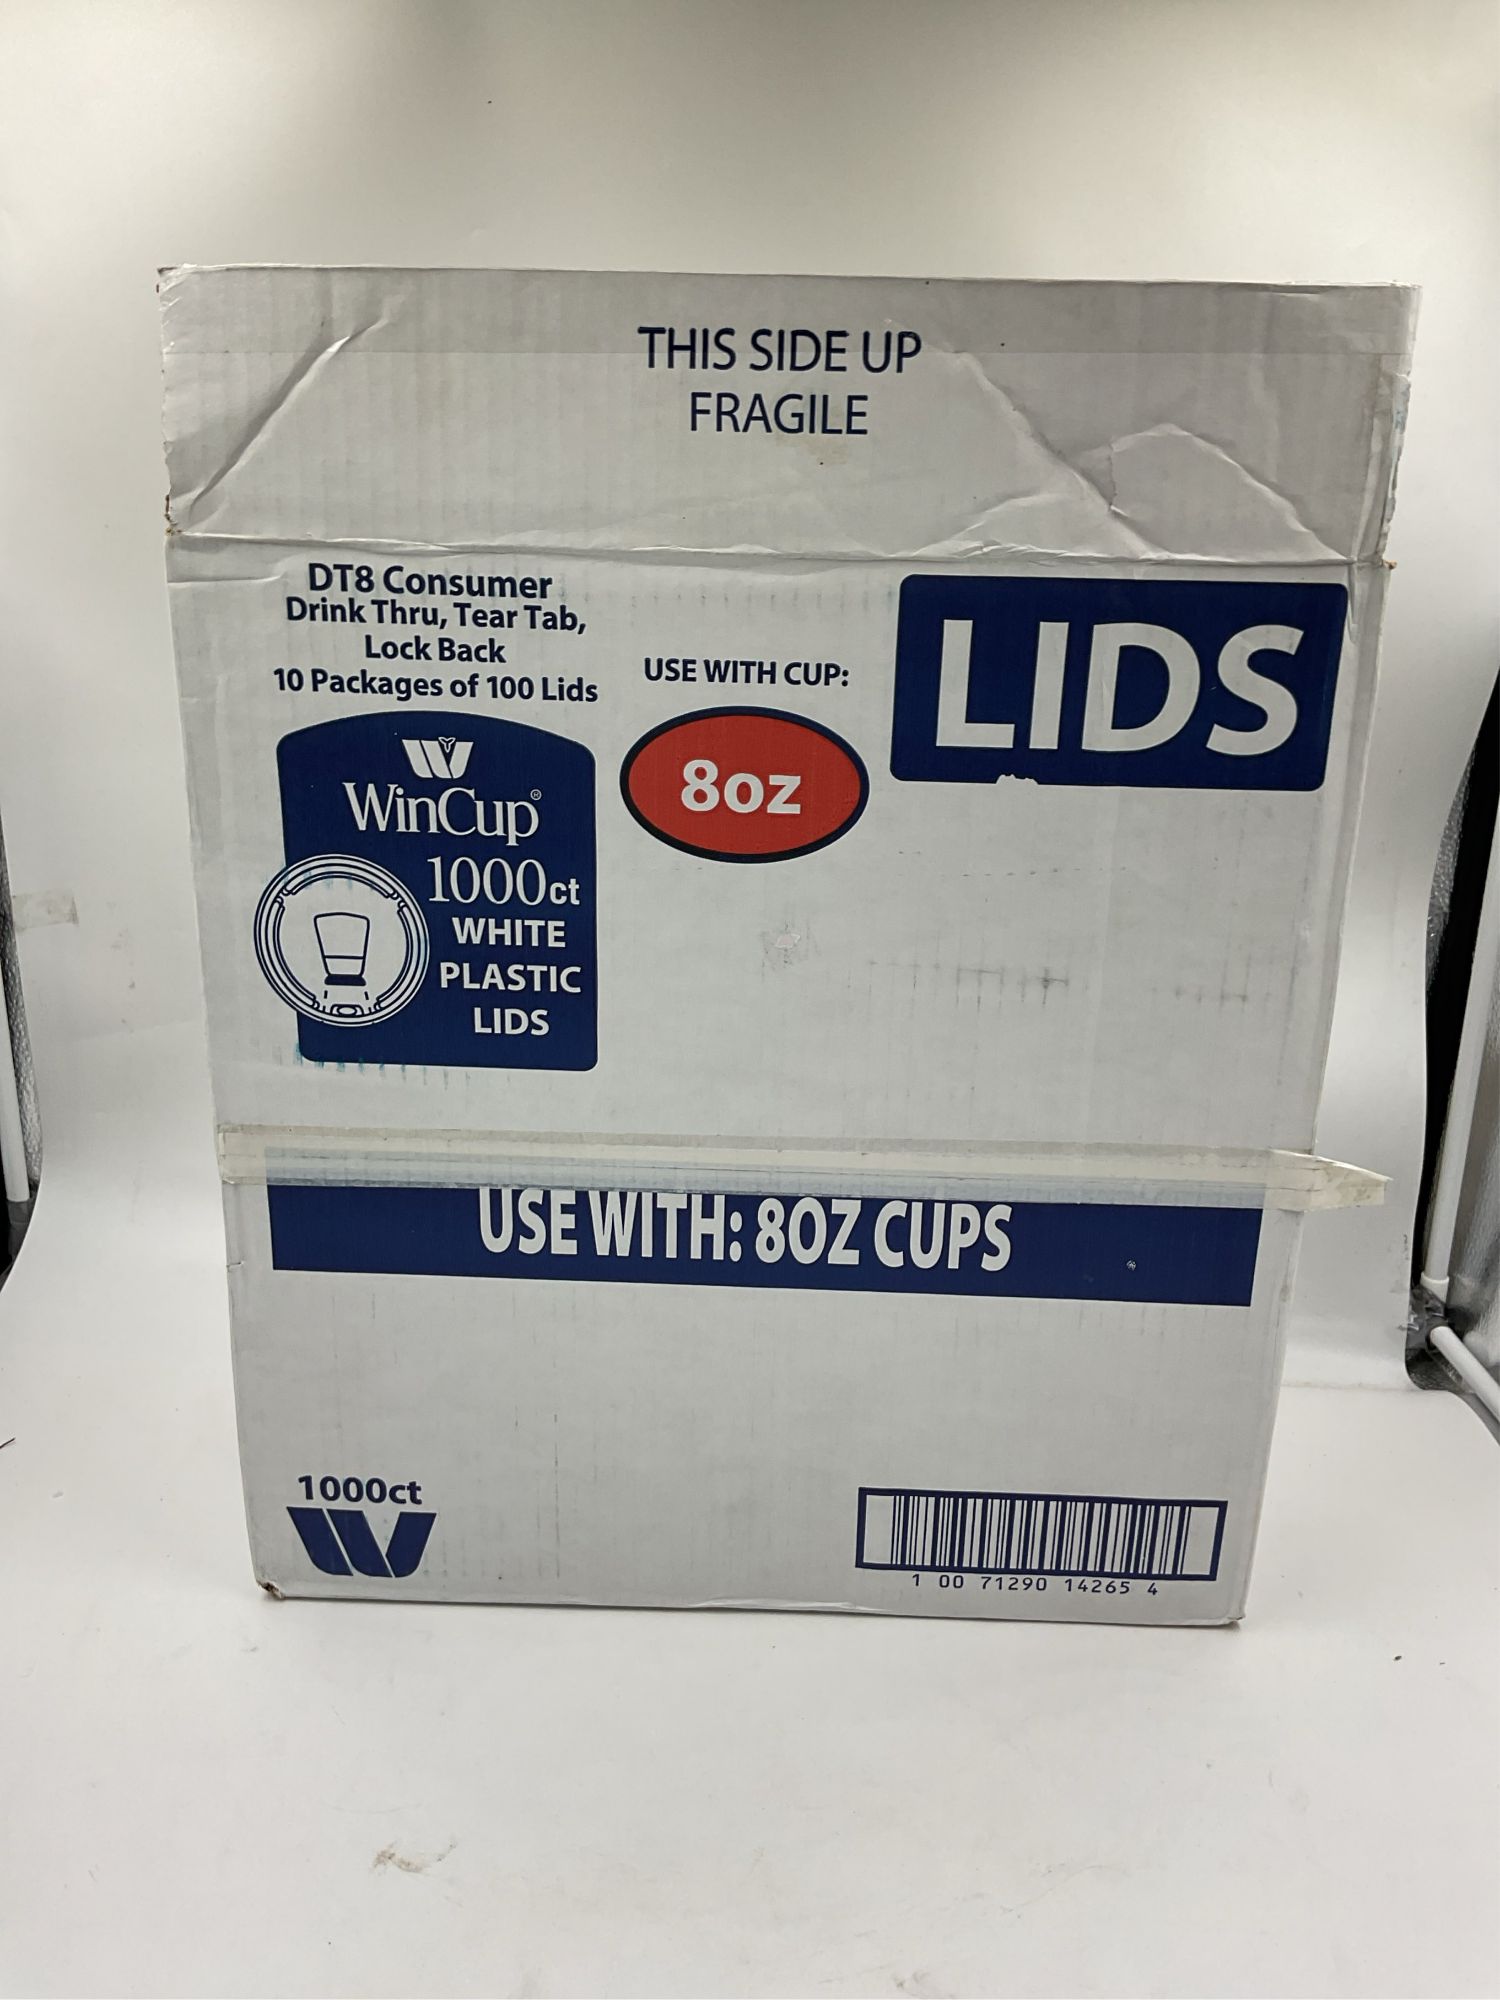 THIS SIDE UP
FRAGILE
DT8 Consumer
Drink Thru, Tear Tab,
Lock Back
10 Packages of 100 Lids
USE WITH CUP:
8oz
LIDS
WinCup®
1000ct
WHITE
PLASTIC
LIDS
USE WITH: 8OZ CUPS
1000ct
1 00 71290 14265 4